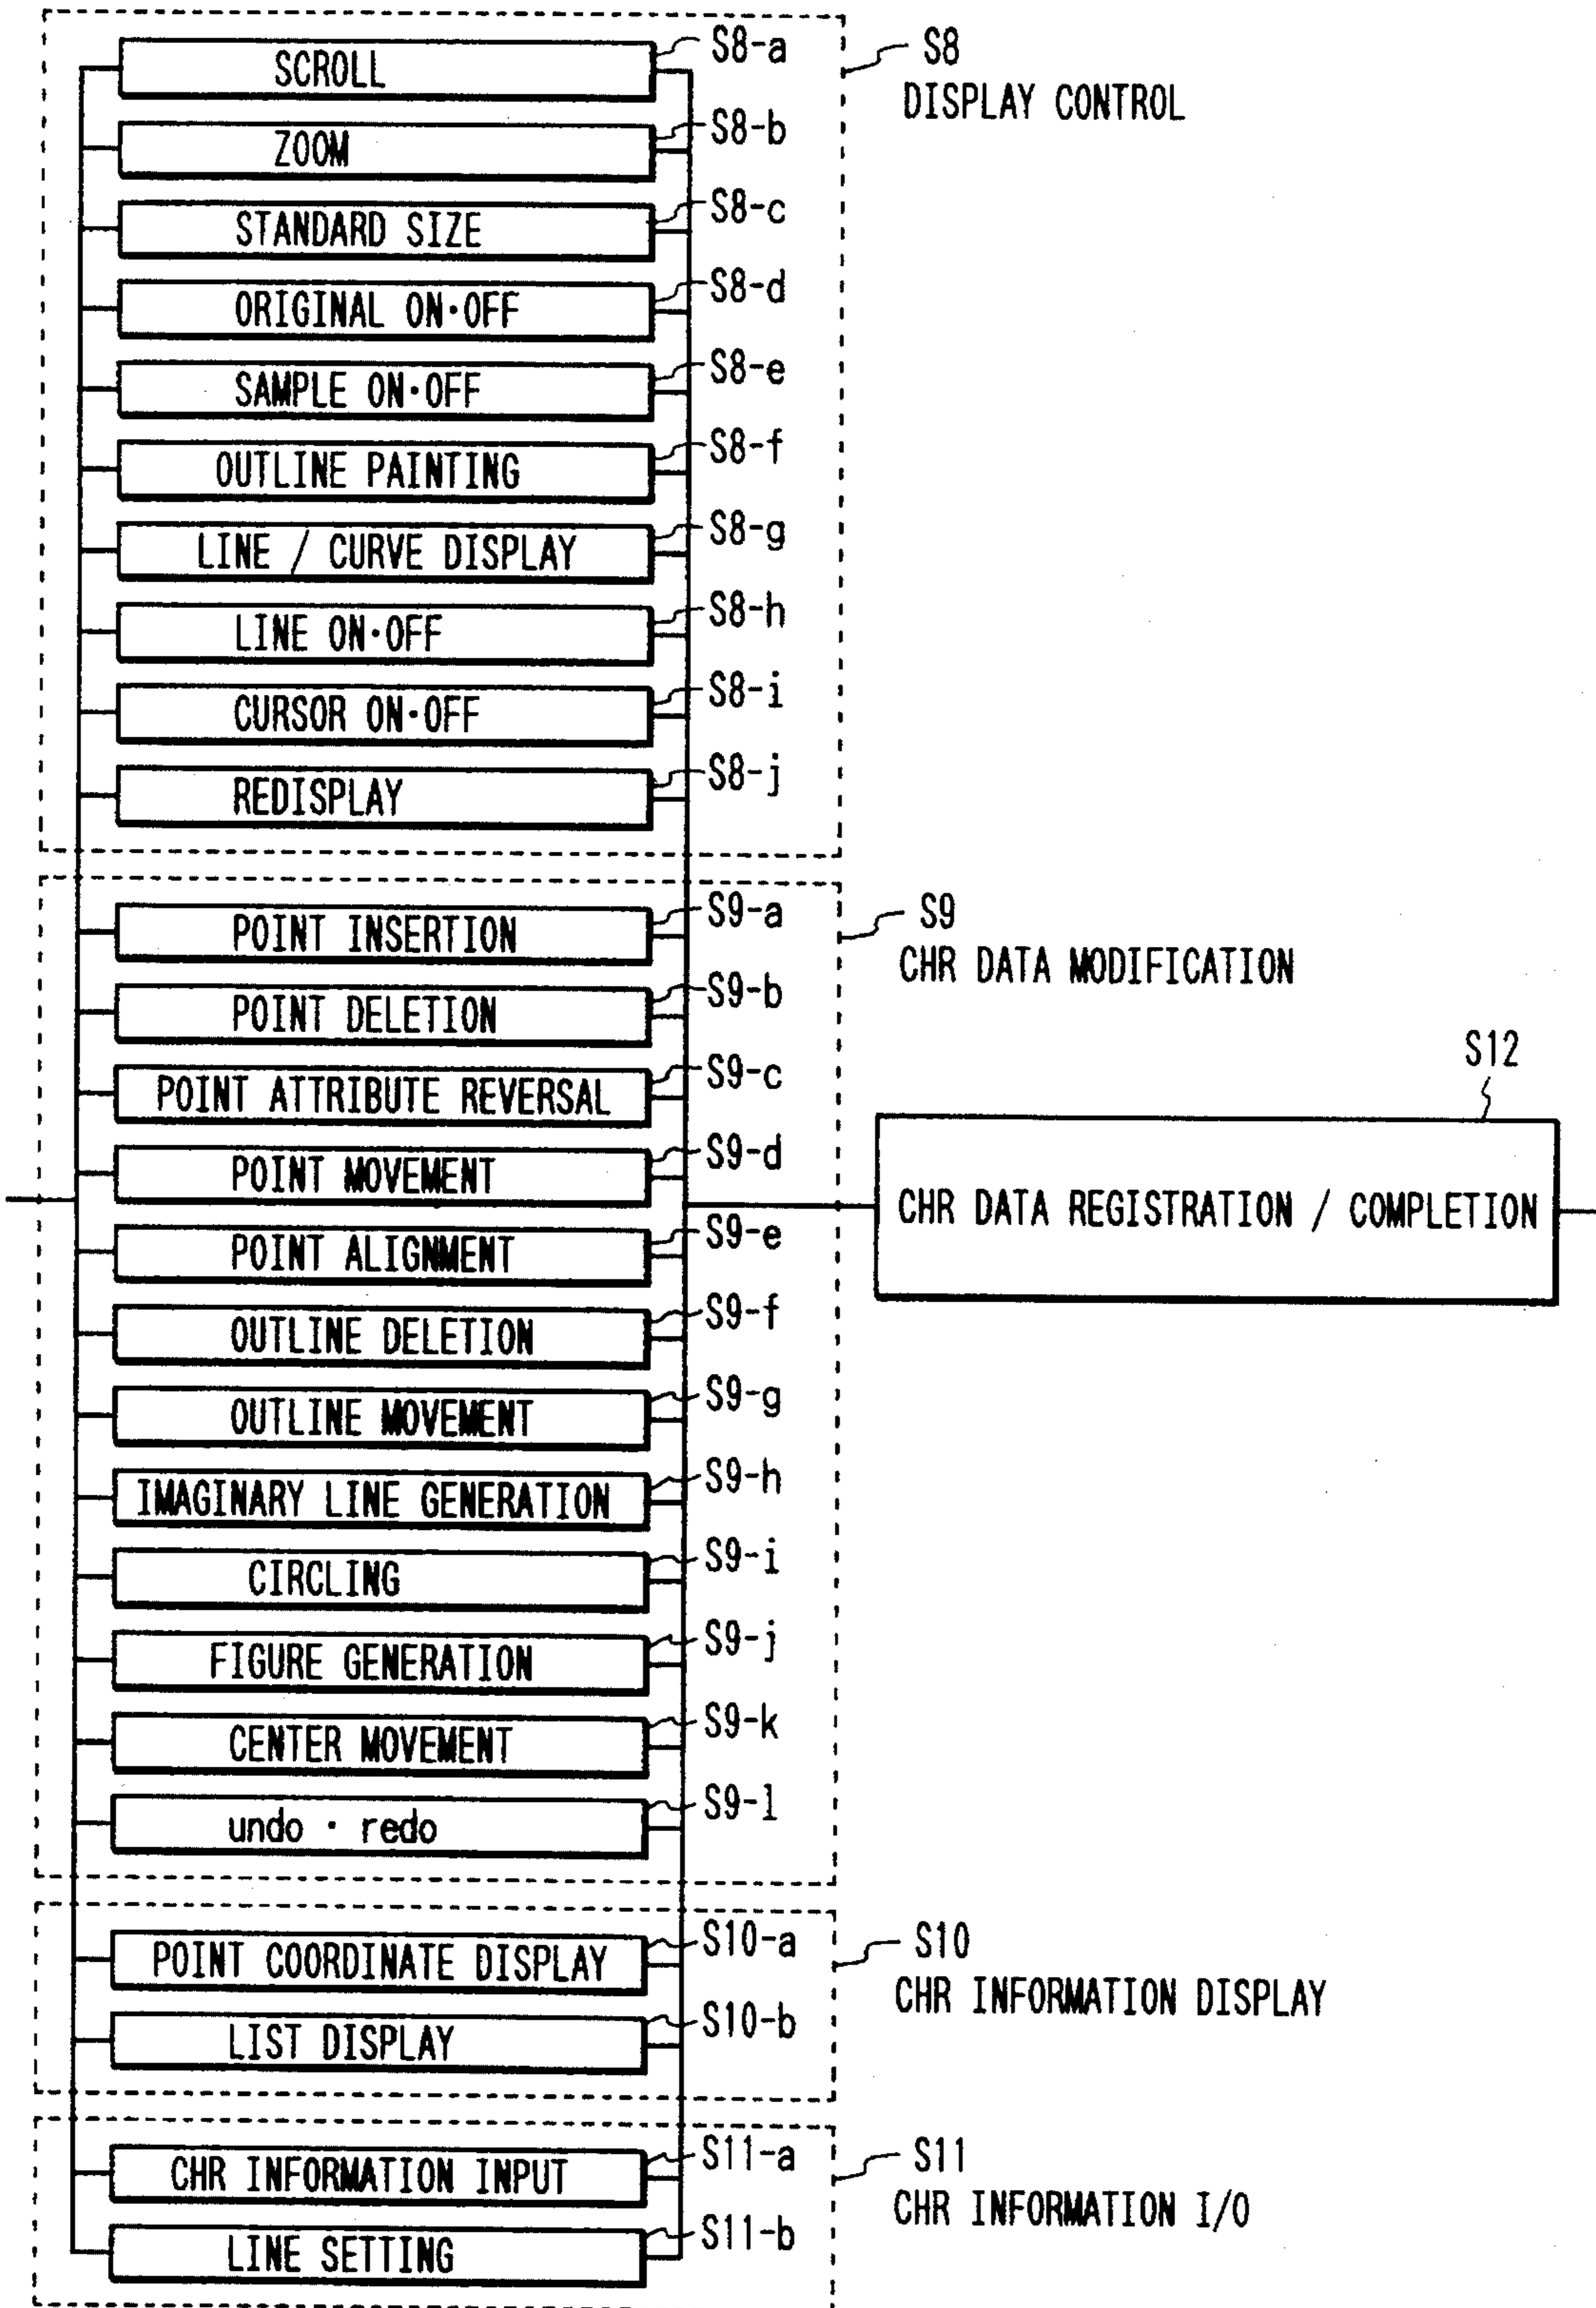 S8-a
SCROLL
S8
DISPLAY CONTROL
S8-b
ZOOM
S8-c
STANDARD SIZE
S8-d
ORIGINAL ON·OFF
S8-e
SAMPLE ON·OFF
S8-f
OUTLINE PAINTING
S8-g
LINE / CURVE DISPLAY
S8-h
LINE ON·OFF
S8-i
CURSOR ON·OFF
S8-j
REDISPLAY
S9-a
POINT INSERTION
S9
CHR DATA MODIFICATION
S9-b
POINT DELETION
S9-c
POINT ATTRIBUTE REVERSAL
S9-d
POINT MOVEMENT
S12
CHR DATA REGISTRATION / COMPLETION
S9-e
POINT ALIGNMENT
S9-f
OUTLINE DELETION
S9-g
OUTLINE MOVEMENT
S9-h
IMAGINARY LINE GENERATION
S9-i
CIRCLING
S9-j
FIGURE GENERATION
S9-k
CENTER MOVEMENT
S9-l
undo · redo
S10-a
POINT COORDINATE DISPLAY
S10
CHR INFORMATION DISPLAY
S10-b
LIST DISPLAY
S11-a
CHR INFORMATION INPUT
S11
CHR INFORMATION I/O
S11-b
LINE SETTING